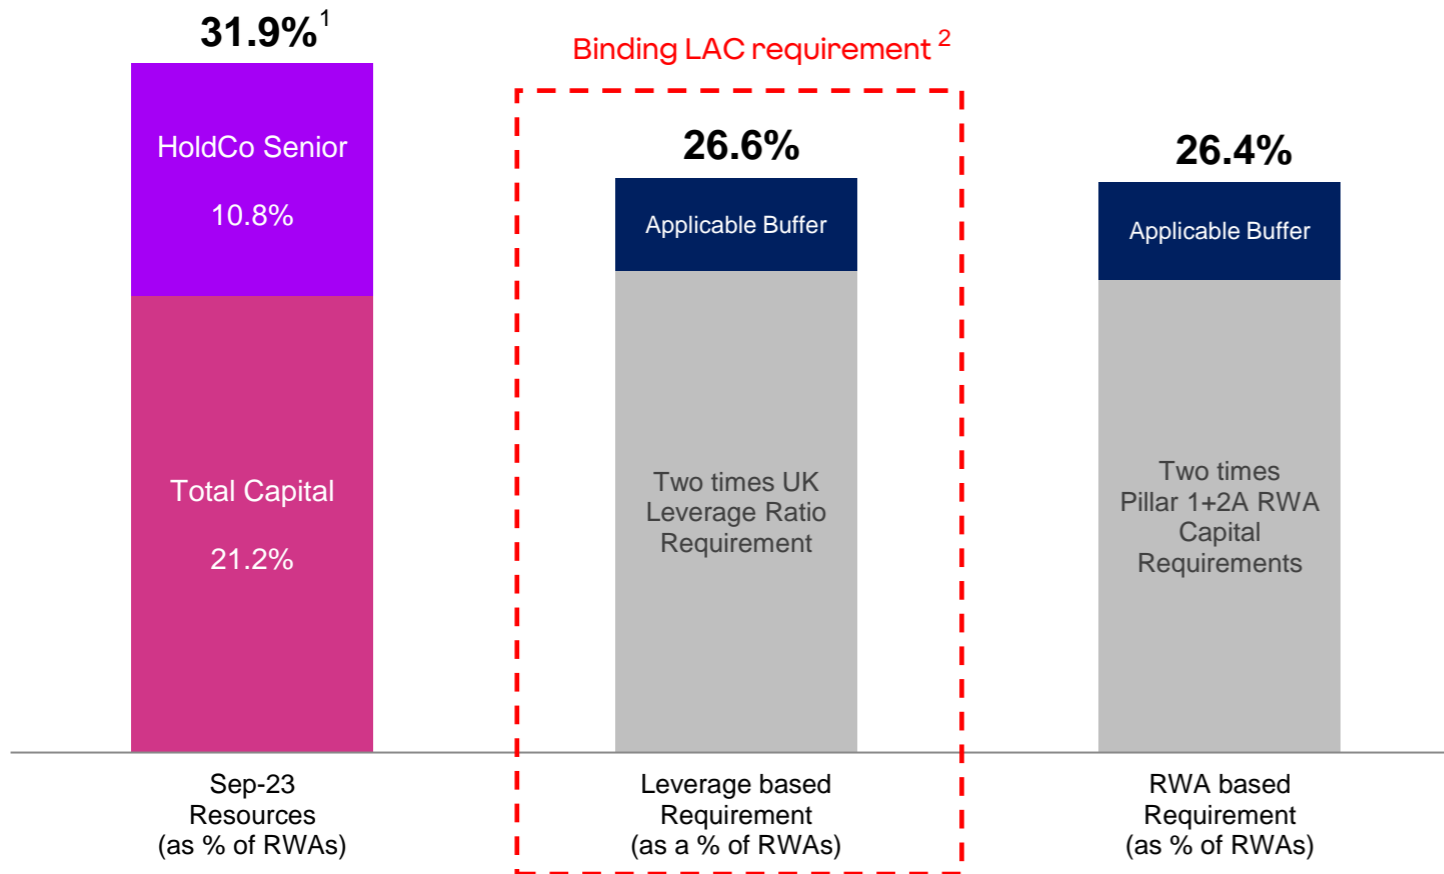 31.9%1
HoldCo Senior
10.8%
Total Capital
21.2%
Sep-23
Resources
(as % of RWAs)
Binding LAC requirement 2
26.6%
Applicable Buffer
Two times UK
Leverage Ratio
Requirement
Leverage based
Requirement
(as a % of RWAs)
26.4%
Applicable Buffer
Two times
Pillar 1+2A RWA
Capital
Requirements
RWA based
Requirement
(as % of RWAs)